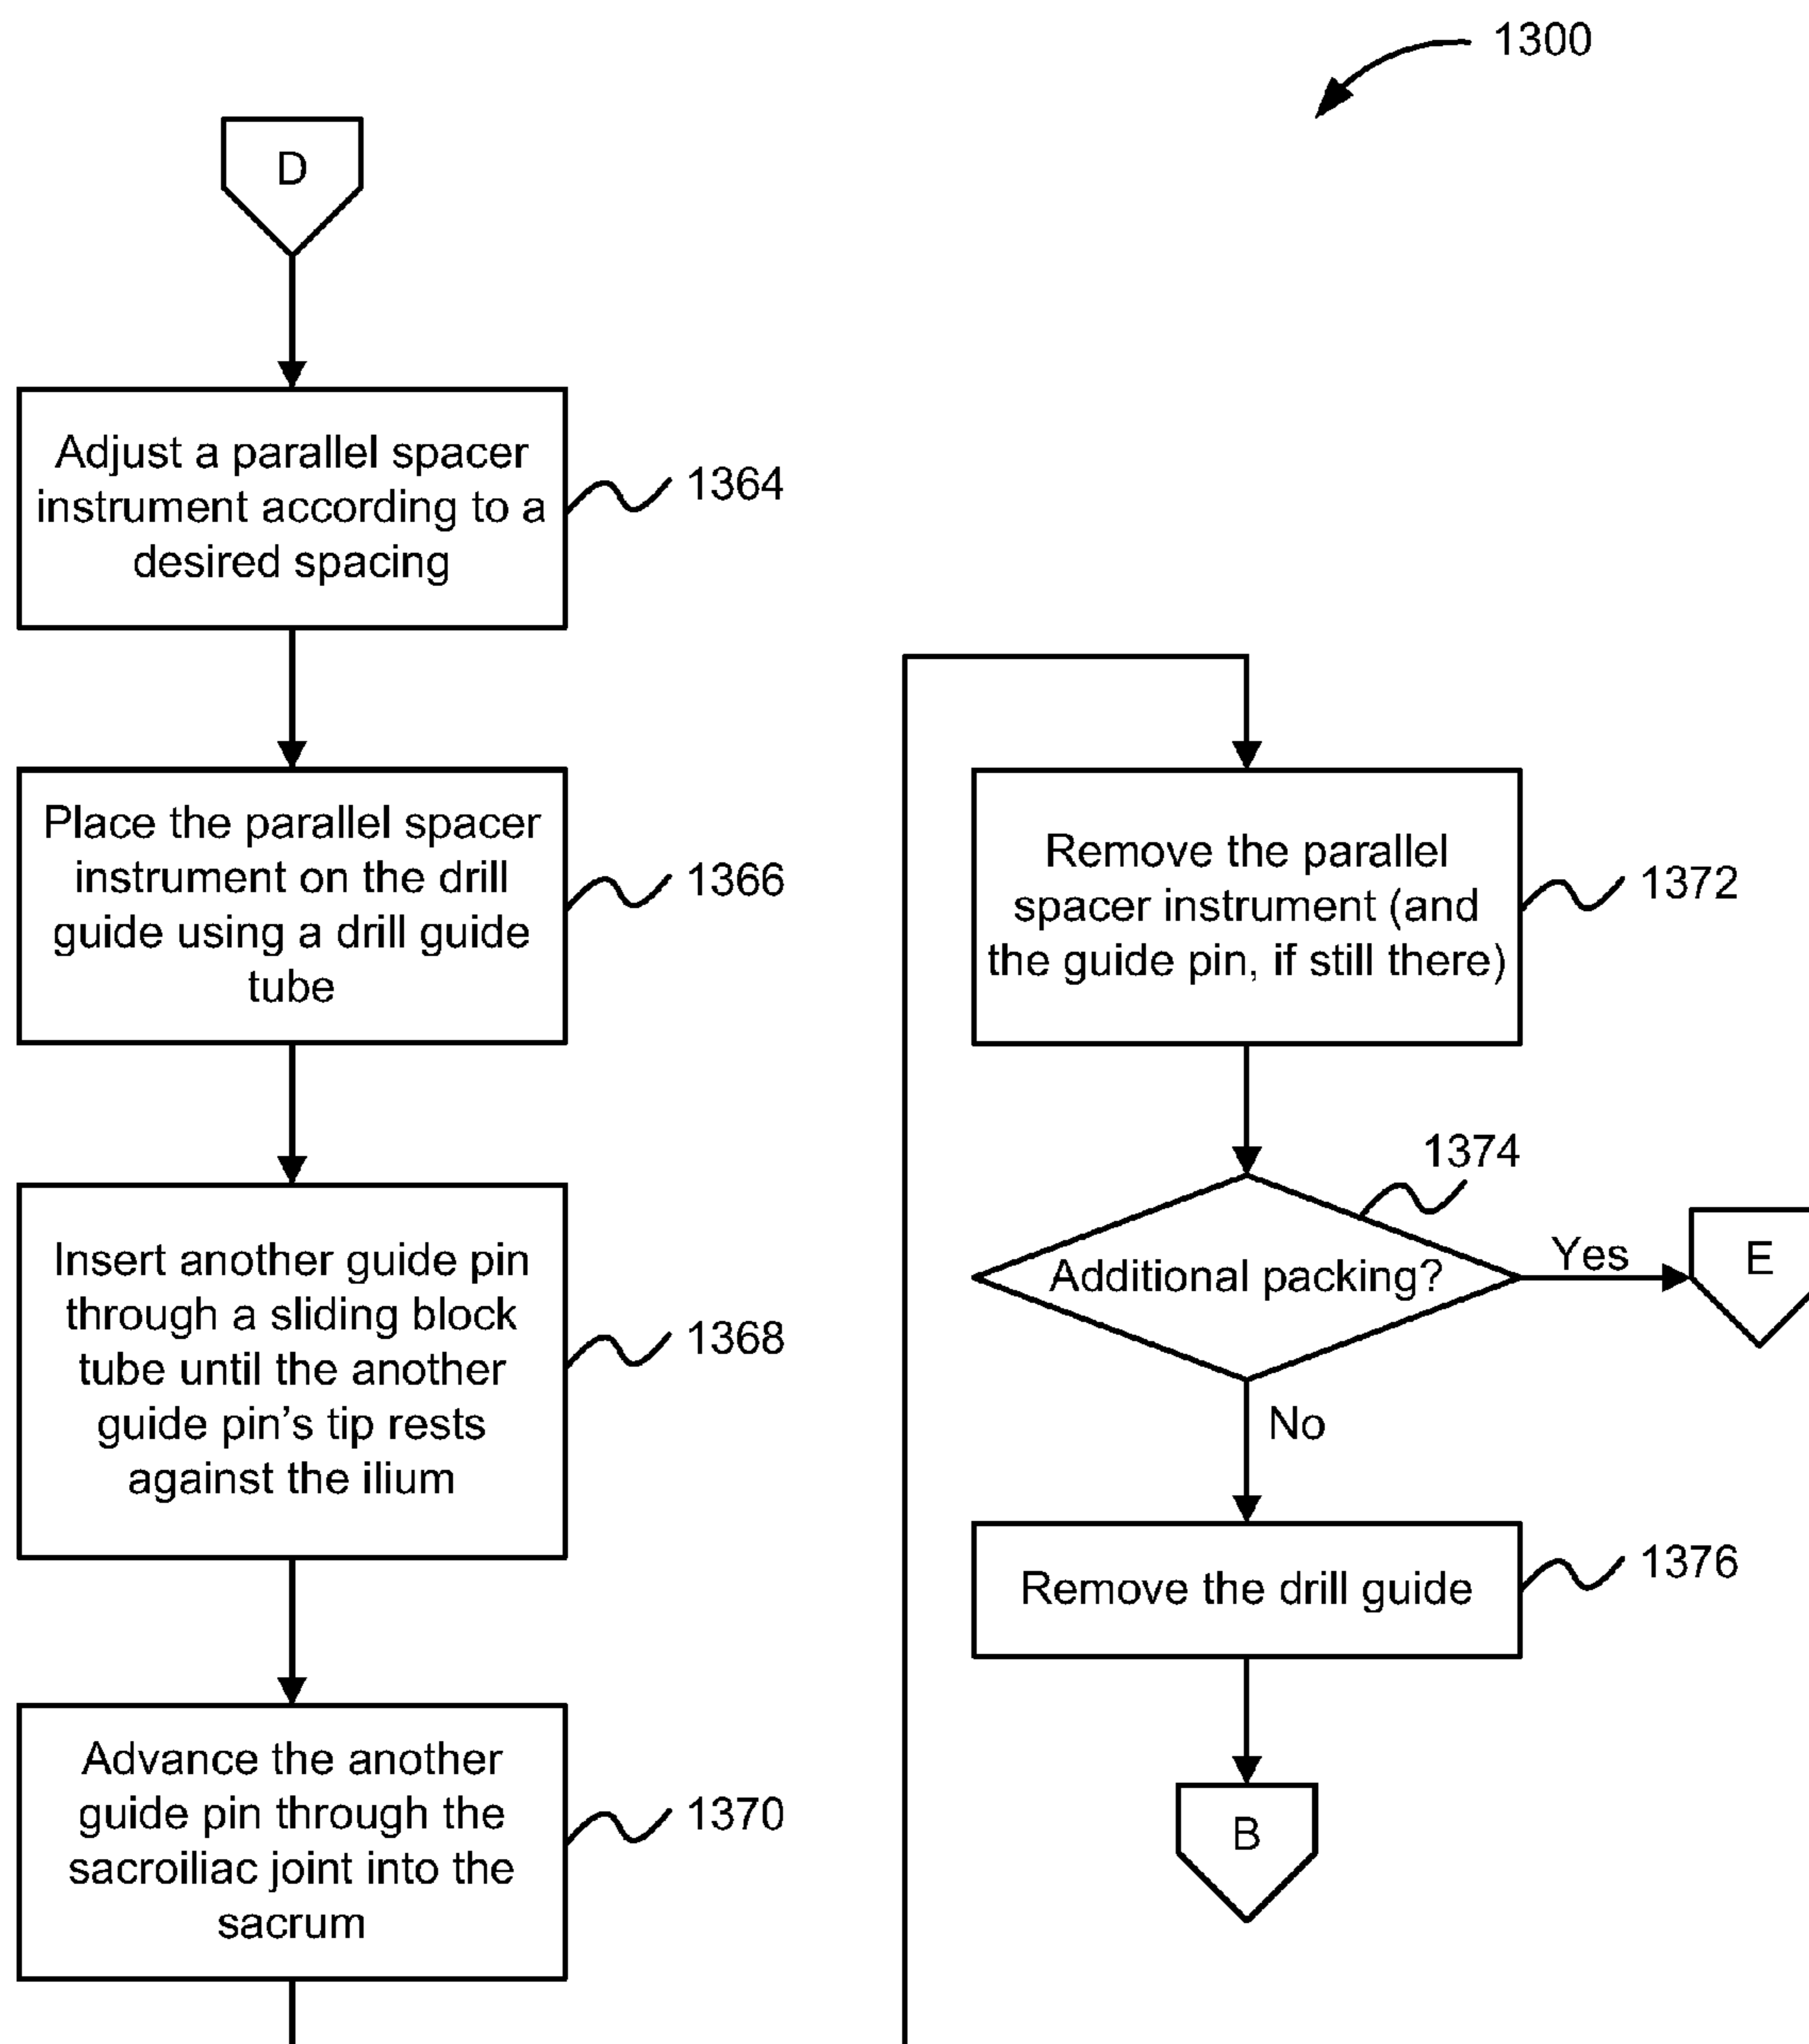 1300
D
Adjust a parallel spacer
instrument according to a
desired spacing
1364
Place the parallel spacer
instrument on the drill
guide using a drill guide
tube
1366
Insert another guide pin
through a sliding block
tube until the another
guide pin's tip rests
against the ilium
1368
Advance the another
guide pin through the
sacroiliac joint into the
sacrum
1370
Remove the parallel
spacer instrument (and
the guide pin, if still there)
1372
1374
Additional packing?
Yes
E
No
Remove the drill guide
1376
B